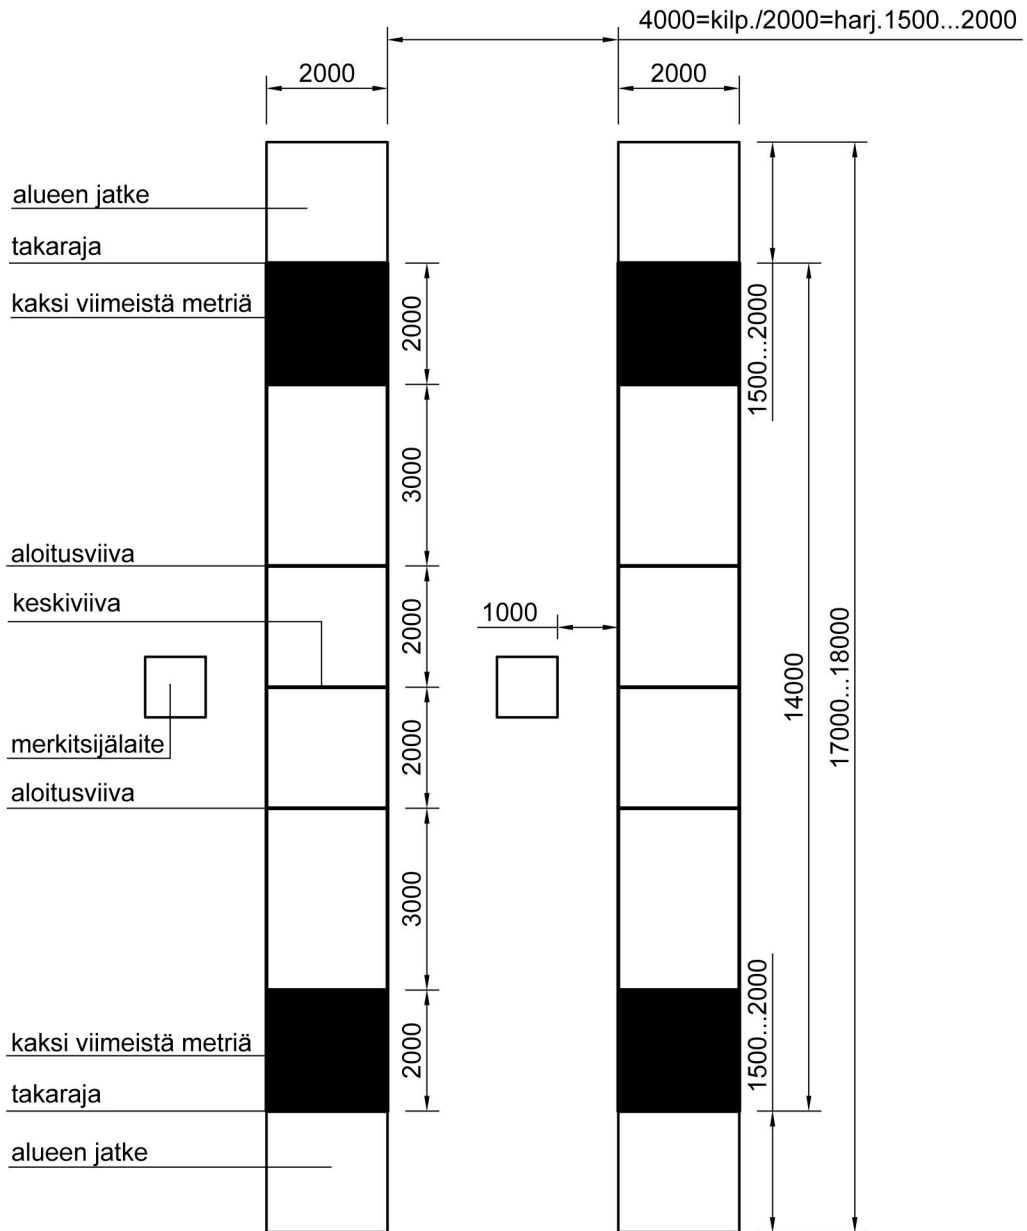 4000=kilp./2000=harj.1500...2000
2000
2000
alueen jatke
takaraja
kaksi viimeistä metriä
2000
1500...2000
3000
aloitusviiva
keskiviiva
2000
1000
14000
17000...18000
merkitsijälaite
2000
aloitusviiva
3000
kaksi viimeistä metriä
2000
1500...2000
takaraja
alueen jatke